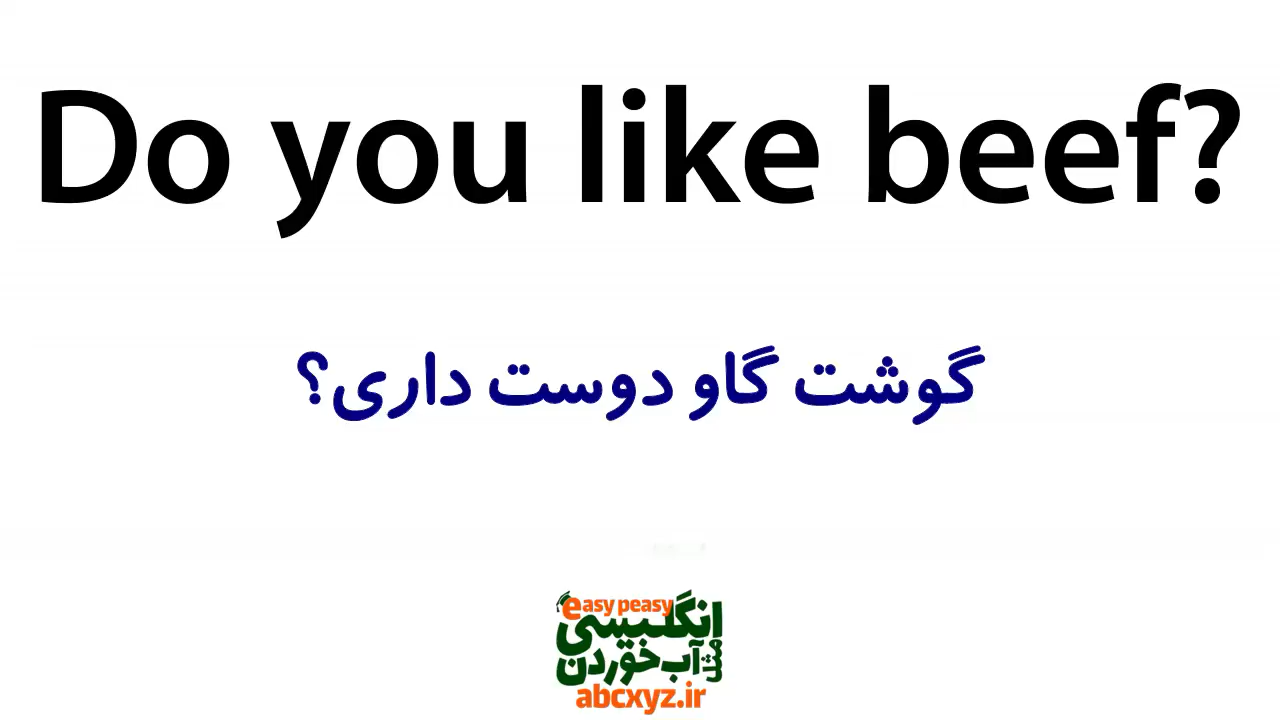 Do you like beef?
گوشت گاو دوست داری؟
easy peasy
انگلیسی
مثل آب خوردن
abcxyz.ir